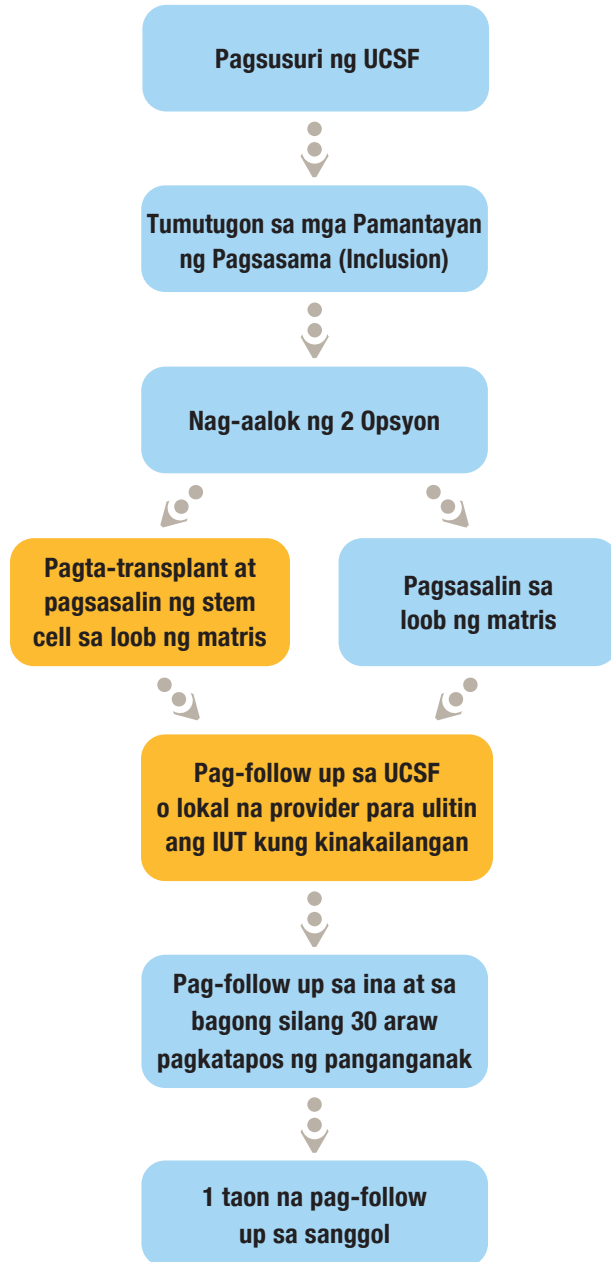 Pagsusuri ng UCSF
Tumutugon sa mga Pamantayan
ng Pagsasama (Inclusion)
Nag-aalok ng 2 Opsyon
Pagta-transplant at
pagsasalin ng stem
cell sa loob ng matris
Pagsasalin sa
loob ng matris
Pag-follow up sa UCSF
o lokal na provider para ulitin
ang IUT kung kinakailangan
Pag-follow up sa ina at sa
bagong silang 30 araw
pagkatapos ng panganganak
1 taon na pag-follow
up sa sanggol